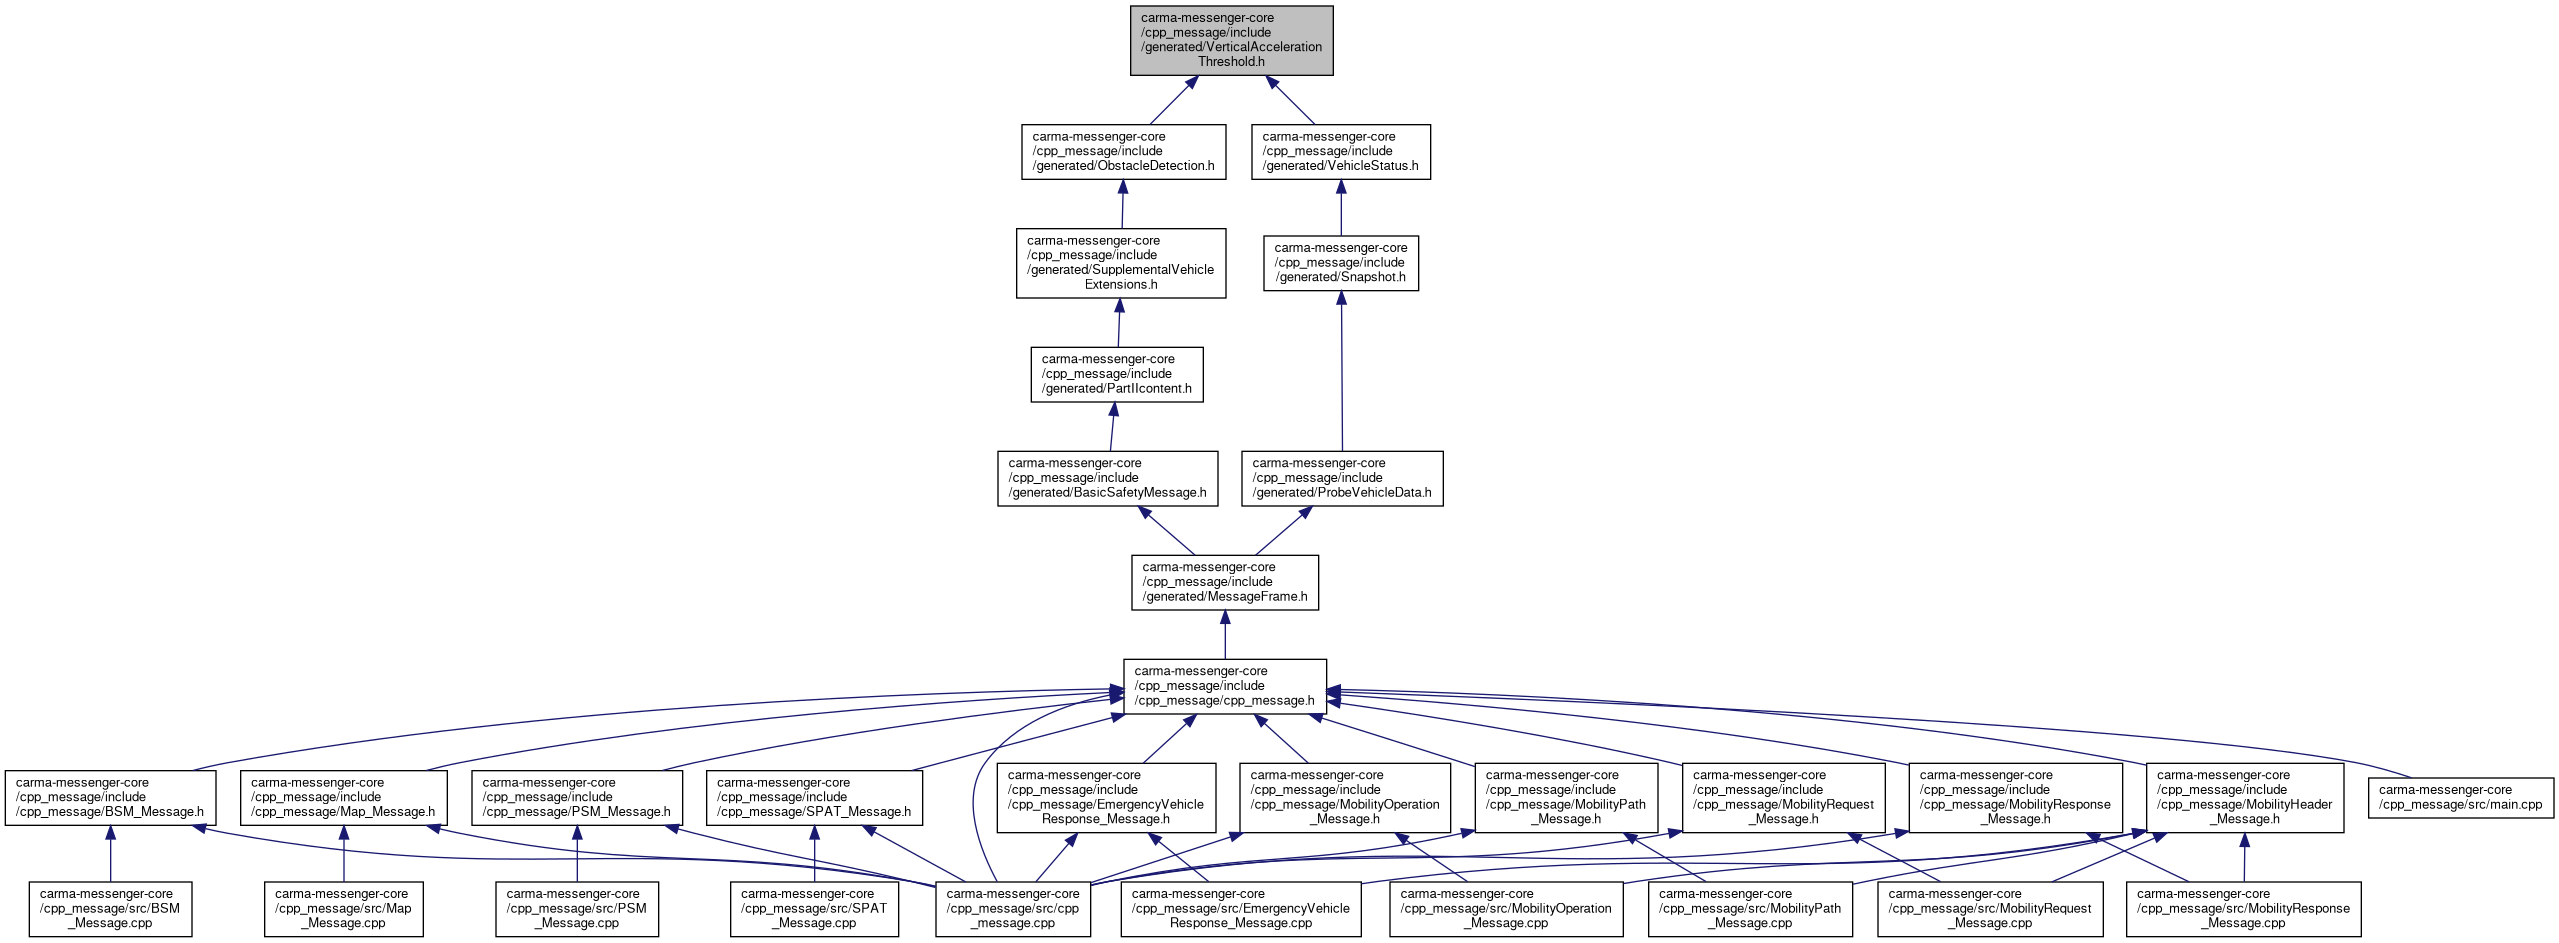 carma-messenger-core
/cpp_message/include
/generated/VerticalAcceleration
Threshold.h
carma-messenger-core
/cpp_message/include
/generated/ObstacleDetection.h
carma-messenger-core
/cpp_message/include
/generated/VehicleStatus.h
carma-messenger-core
/cpp_message/include
/generated/SupplementalVehicle
Extensions.h
carma-messenger-core
/cpp_message/include
/generated/Snapshot.h
carma-messenger-core
/cpp_message/include
/generated/PartIIcontent.h
carma-messenger-core
/cpp_message/include
/generated/BasicSafetyMessage.h
carma-messenger-core
/cpp_message/include
/generated/ProbeVehicleData.h
carma-messenger-core
/cpp_message/include
/generated/MessageFrame.h
carma-messenger-core
/cpp_message/include
/cpp_message/cpp_message.h
carma-messenger-core
/cpp_message/include
/cpp_message/BSM_Message.h
carma-messenger-core
/cpp_message/include
/cpp_message/Map_Message.h
carma-messenger-core
/cpp_message/include
/cpp_message/PSM_Message.h
carma-messenger-core
/cpp_message/include
/cpp_message/SPAT_Message.h
carma-messenger-core
/cpp_message/include
/cpp_message/EmergencyVehicle
Response_Message.h
carma-messenger-core
/cpp_message/include
/cpp_message/MobilityOperation
_Message.h
carma-messenger-core
/cpp_message/include
/cpp_message/MobilityPath
_Message.h
carma-messenger-core
/cpp_message/include
/cpp_message/MobilityRequest
_Message.h
carma-messenger-core
/cpp_message/include
/cpp_message/MobilityResponse
_Message.h
carma-messenger-core
/cpp_message/include
/cpp_message/MobilityHeader
_Message.h
carma-messenger-core
/cpp_message/src/main.cpp
carma-messenger-core
/cpp_message/src/BSM
_Message.cpp
carma-messenger-core
/cpp_message/src/Map
_Message.cpp
carma-messenger-core
/cpp_message/src/PSM
_Message.cpp
carma-messenger-core
/cpp_message/src/SPAT
_Message.cpp
carma-messenger-core
/cpp_message/src/cpp
_message.cpp
carma-messenger-core
/cpp_message/src/EmergencyVehicle
Response_Message.cpp
carma-messenger-core
/cpp_message/src/MobilityOperation
_Message.cpp
carma-messenger-core
/cpp_message/src/MobilityPath
_Message.cpp
carma-messenger-core
/cpp_message/src/MobilityRequest
_Message.cpp
carma-messenger-core
/cpp_message/src/MobilityResponse
_Message.cpp